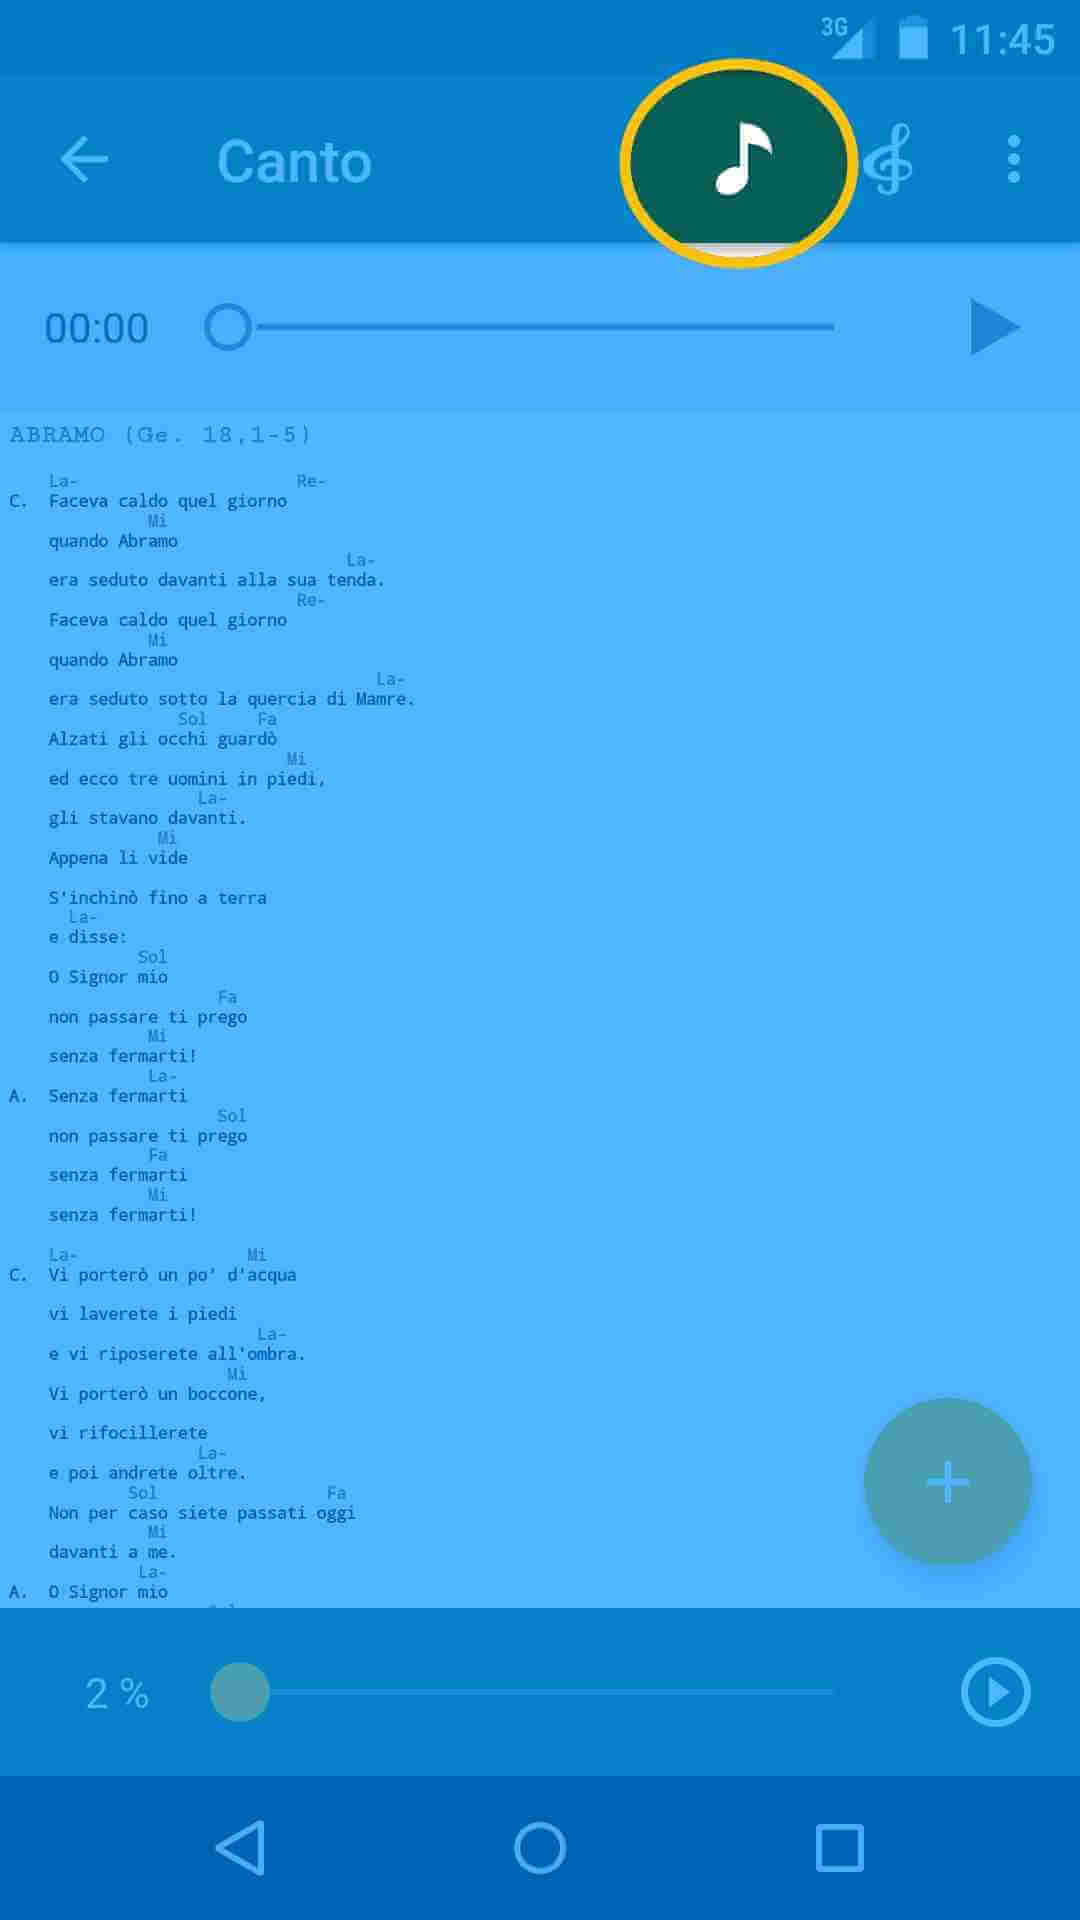 3G 11:45
Canto
00:00
ABRAMO (Ge. 18,1-5)
La- Re-
C. Faceva caldo quel giorno
Mi
quando Abramo
La-
era seduto davanti alla sua tenda.
Re-
Faceva caldo quel giorno
Mi
quando Abramo
La-
era seduto sotto la quercia di Mamre.
Sol Fa
Alzati gli occhi guardò
Mi
ed ecco tre uomini in piedi,
La-
gli stavano davanti.
Mi
Appena li vide
S'inchinò fino a terra
La-
e disse:
Sol
O Signor mio
Fa
non passare ti prego
Mi
senza fermarti!
La-
A. Senza fermarti
Sol
non passare ti prego
Fa
senza fermarti
Mi
senza fermarti!
La- Mi
C. Vi porterò un po' d'acqua
vi laverete i piedi
La-
e vi riposerete all'ombra.
Mi
Vi porterò un boccone,
vi rifocillerete
La-
e poi andrete oltre.
Sol Fa
Non per caso siete passati oggi
Mi
davanti a me.
La-
A. O Signor mio
2 %